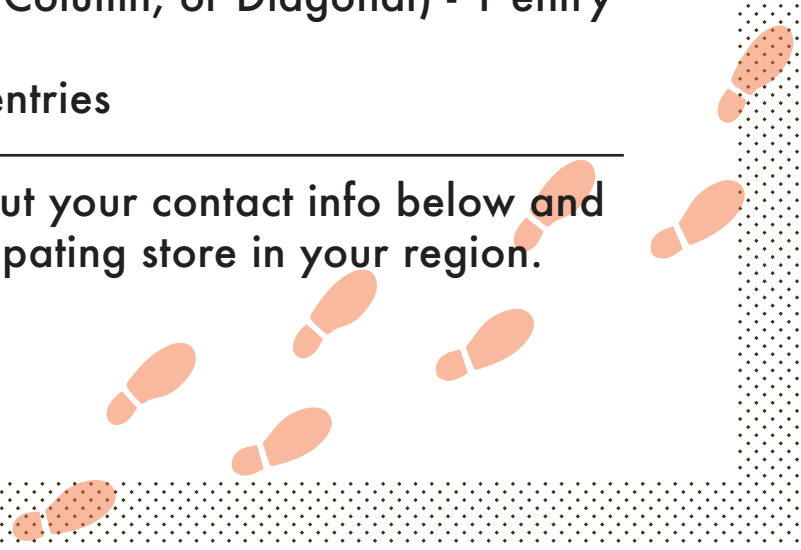 Column, or Diagonal) - 1 entry
entries
ut your contact info below and
pating store in your region.